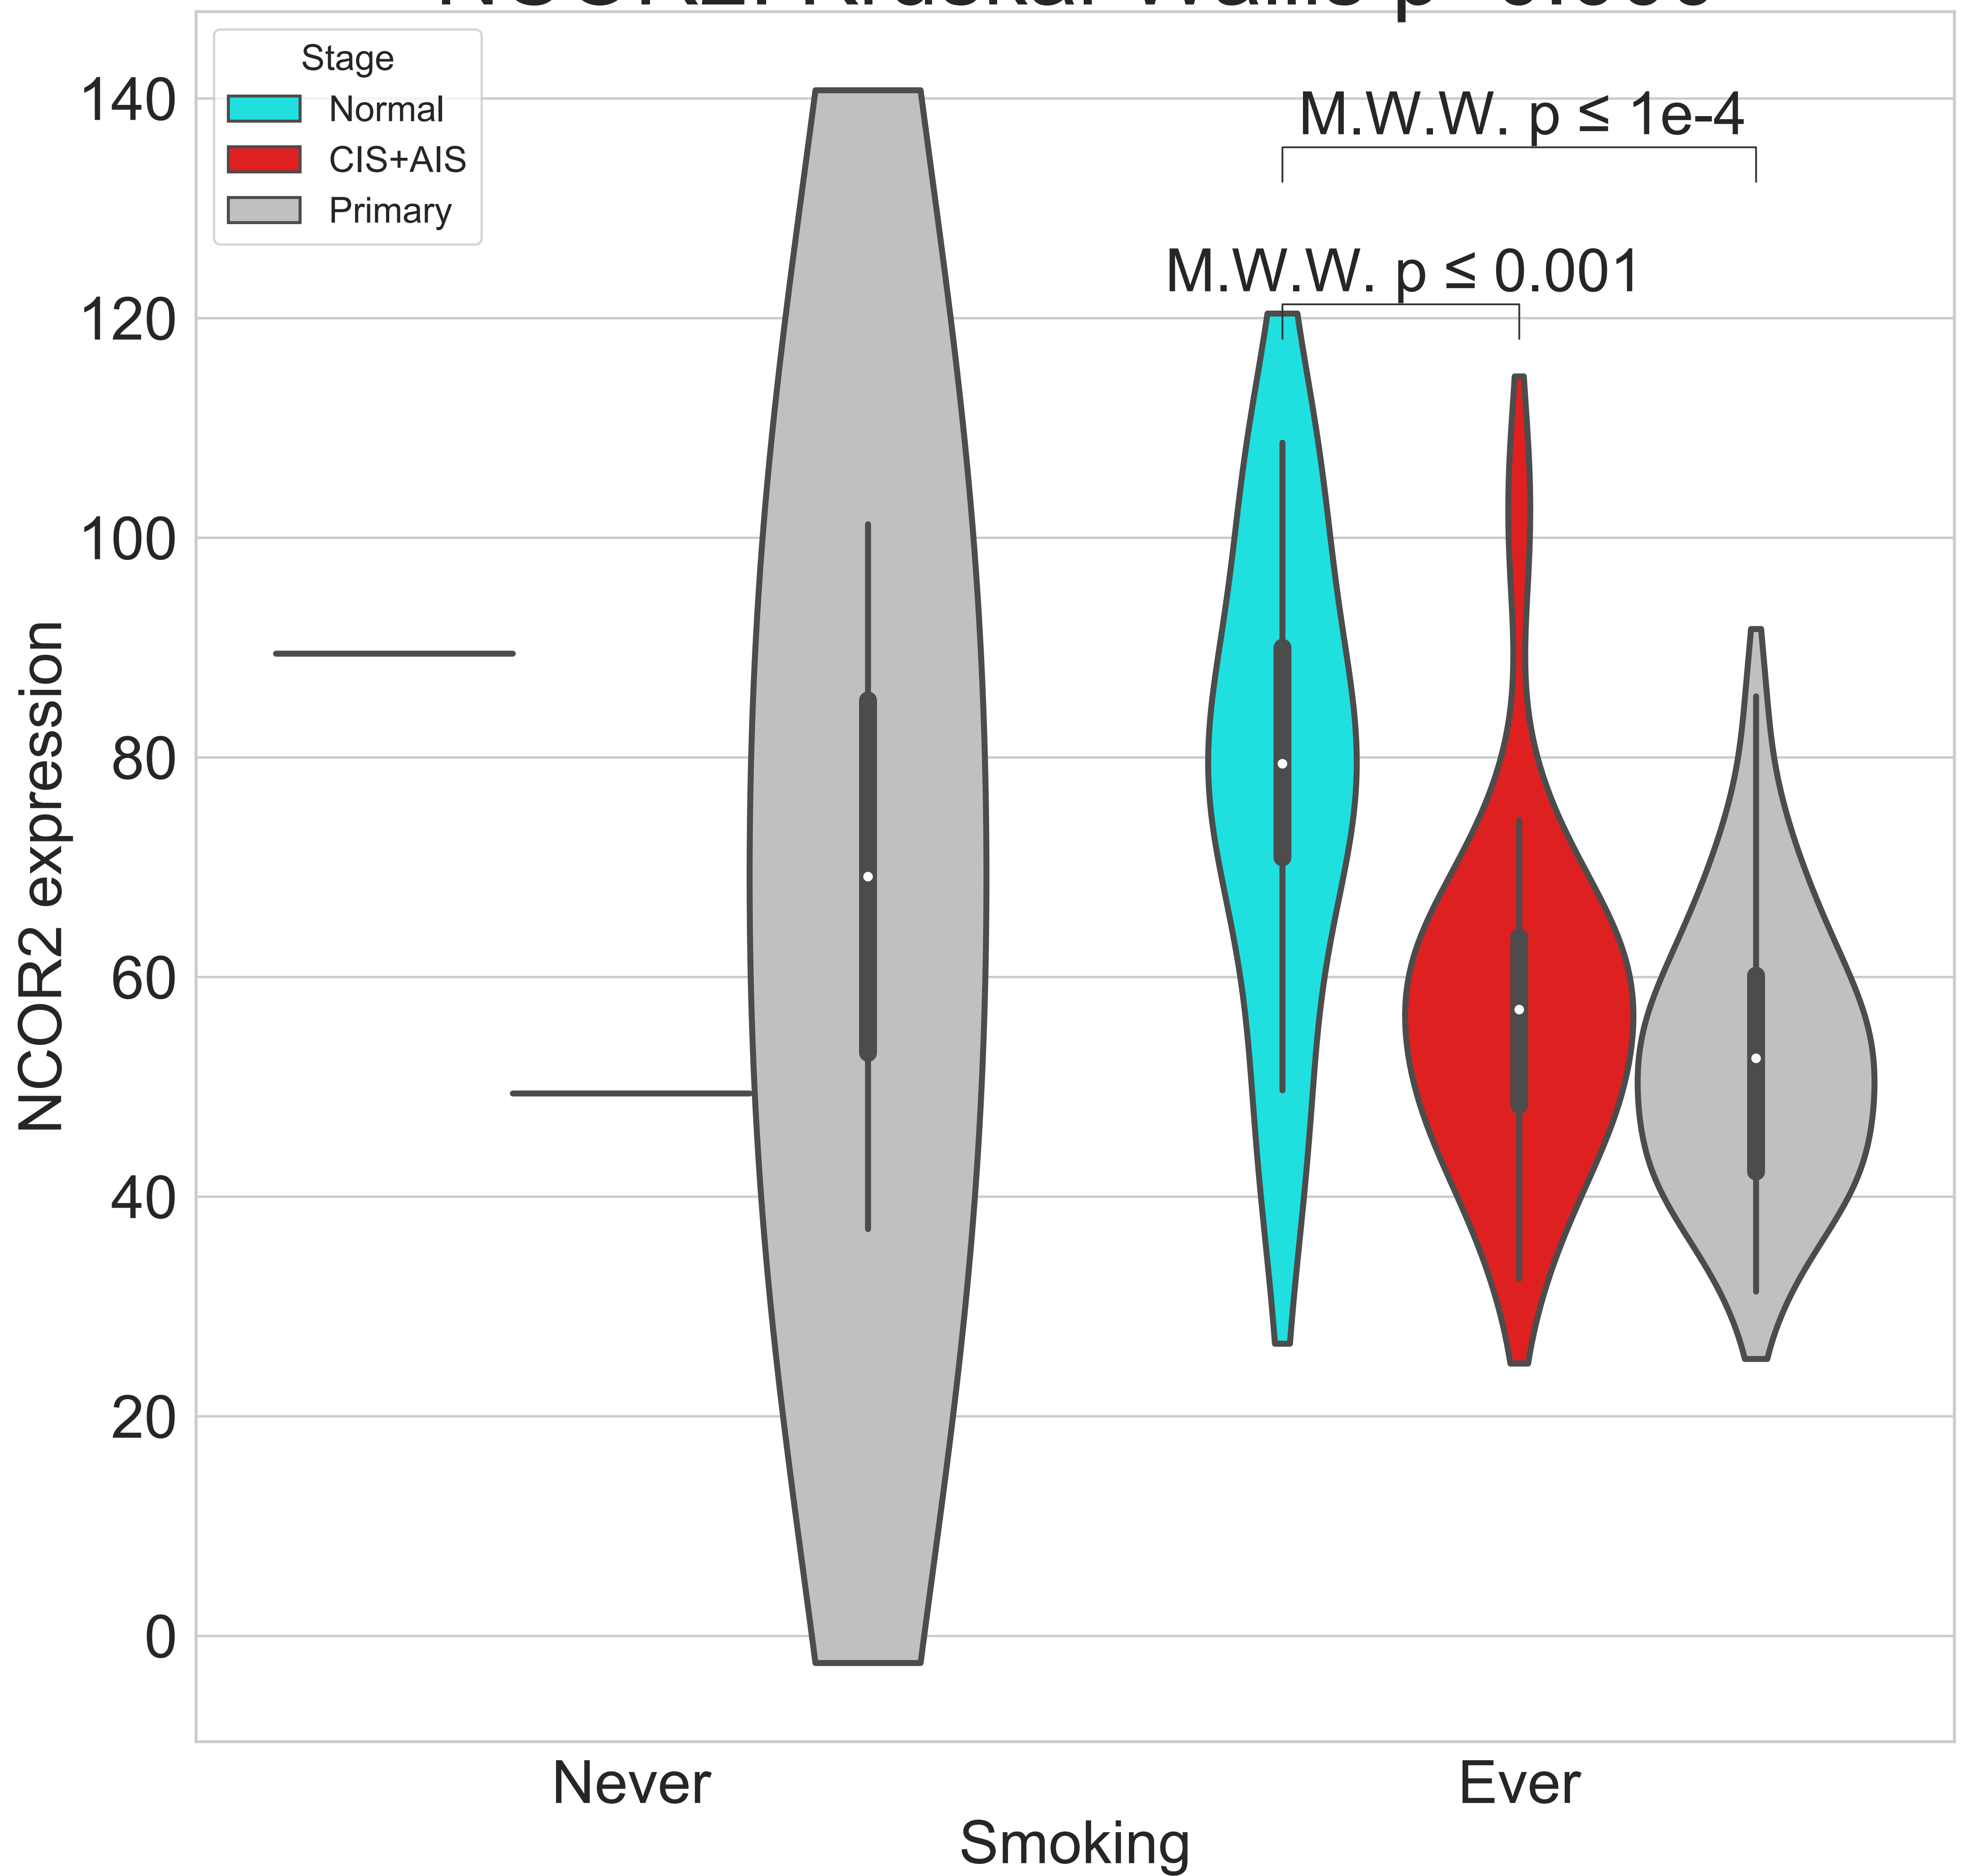 Stage
Normal
CIS+AIS
Primary
M.W.W. p ≤ 1e-4
M.W.W. p ≤ 0.001
140
120
100
80
60
40
20
0
NCOR2 expression
Never
Ever
Smoking